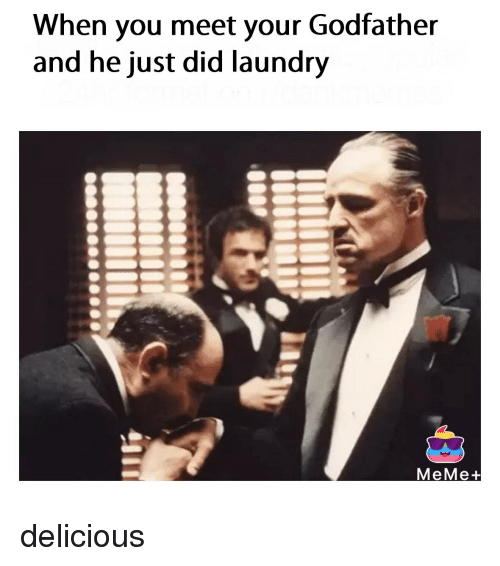 When you meet your Godfather
and he just did laundry
MeMe+
delicious